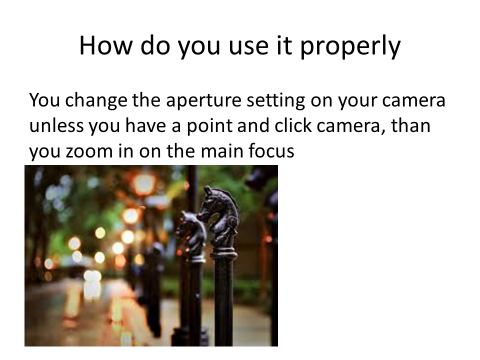 How do you use it properly
You change the aperture setting on your camera
unless you have a point and click camera, than
you zoom in on the main focus